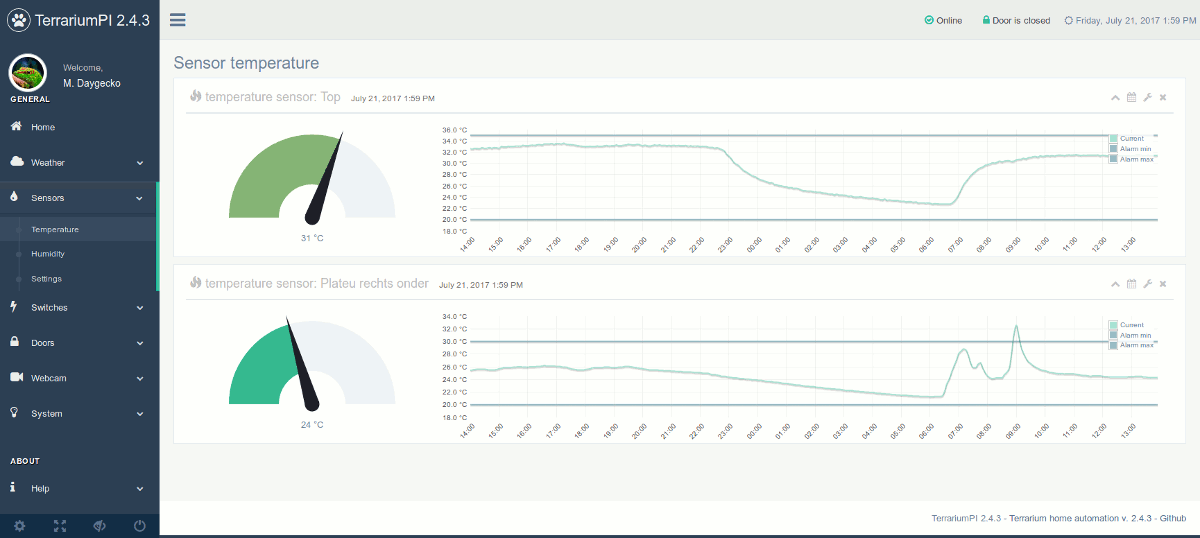 TerrariumPI 2.4.3
Online
Door is closed
Friday, July 21, 2017 1:59 PM
Welcome,
M. Daygecko
GENERAL
Home
Weather
Sensors
Temperature
Humidity
Settings
Switches
Doors
Webcam
System
ABOUT
Help
Sensor temperature
temperature sensor: Top July 21, 2017 1:59 PM
31 °C
36.0 °C
34.0 °C
32.0 °C
30.0 °C
28.0 °C
26.0 °C
24.0 °C
22.0 °C
20.0 °C
18.0 °C
Current
Alarm min
Alarm max
14:00 15:00 16:00 17:00 18:00 19:00 20:00 21:00 22:00 23:00 00:00 01:00 02:00 03:00 04:00 05:00 06:00 07:00 08:00 09:00 10:00 11:00 12:00 13:00
temperature sensor: Plateu rechts onder July 21, 2017 1:59 PM
24 °C
34.0 °C
32.0 °C
30.0 °C
28.0 °C
26.0 °C
24.0 °C
22.0 °C
20.0 °C
18.0 °C
Current
Alarm min
Alarm max
14:00 15:00 16:00 17:00 18:00 19:00 20:00 21:00 22:00 23:00 00:00 01:00 02:00 03:00 04:00 05:00 06:00 07:00 08:00 09:00 10:00 11:00 12:00 13:00
TerrariumPI 2.4.3 - Terrarium home automation v. 2.4.3 - Github